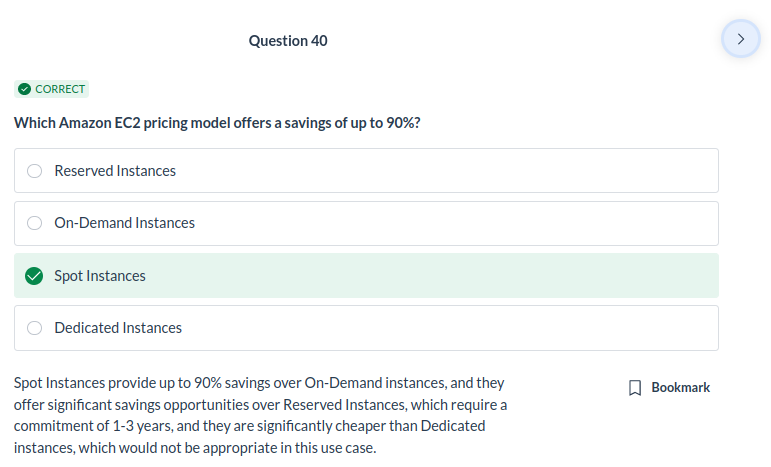 Question 40
CORRECT
Which Amazon EC2 pricing model offers a savings of up to 90%?
Reserved Instances
On-Demand Instances
Spot Instances
Dedicated Instances
Spot Instances provide up to 90% savings over On-Demand instances, and they
offer significant savings opportunities over Reserved Instances, which require a
commitment of 1-3 years, and they are significantly cheaper than Dedicated
instances, which would not be appropriate in this use case.
Bookmark